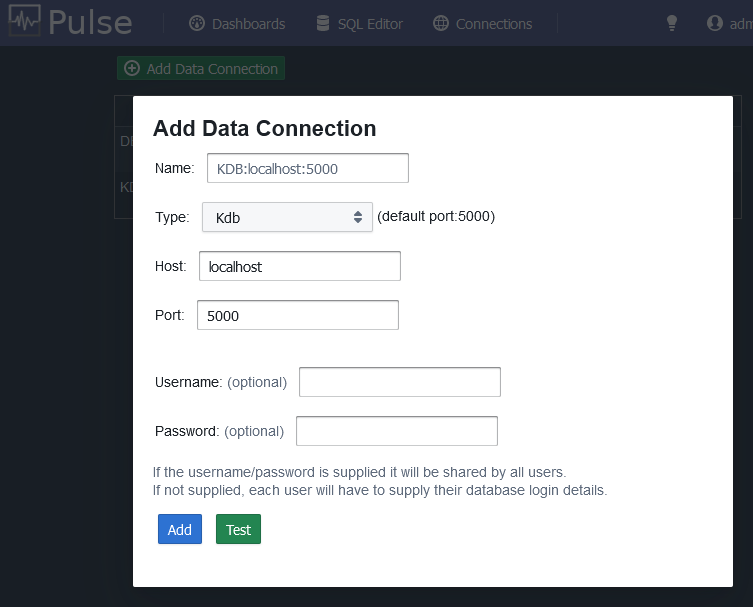 Pulse
Dashboards
SQL Editor
Connections
adm
Add Data Connection
Add Data Connection
Name: KDB:localhost:5000
Type: Kdb (default port:5000)
Host: localhost
Port: 5000
Username: (optional)
Password: (optional)
If the username/password is supplied it will be shared by all users.
If not supplied, each user will have to supply their database login details.
Add
Test